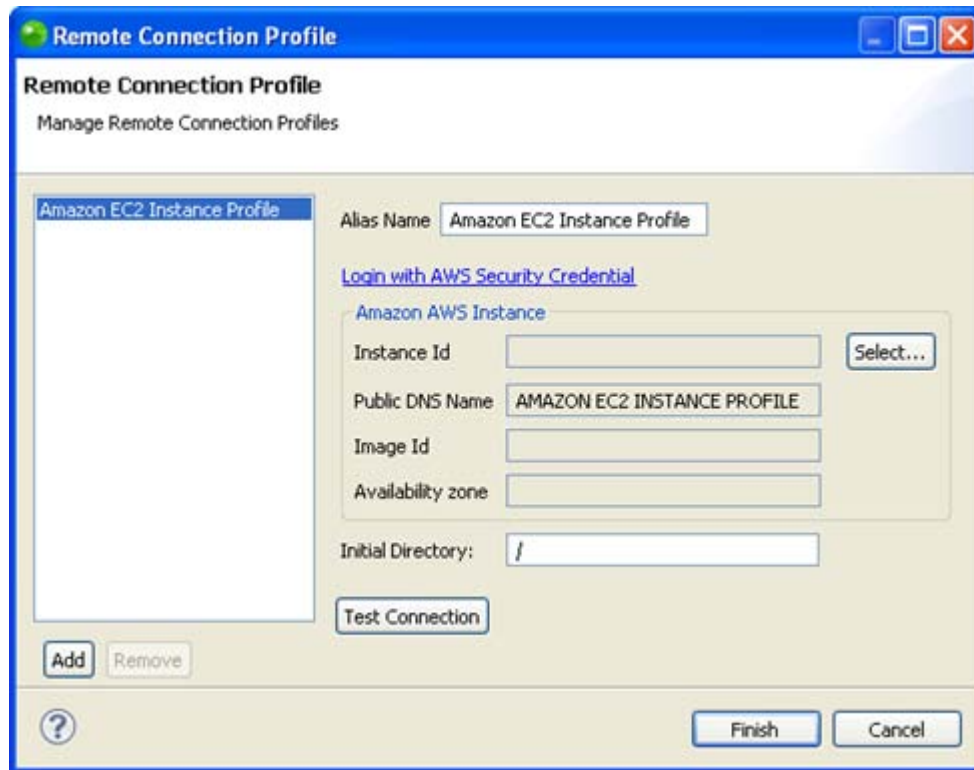 Remote Connection Profile
Remote Connection Profile
Manage Remote Connection Profiles
Amazon EC2 Instance Profile
Alias Name Amazon EC2 Instance Profile
Login with AWS Security Credential
Amazon AWS Instance
Instance Id Select...
Public DNS Name AMAZON EC2 INSTANCE PROFILE
Image Id
Availability zone
Initial Directory: /
Test Connection
Add Remove
? Finish Cancel